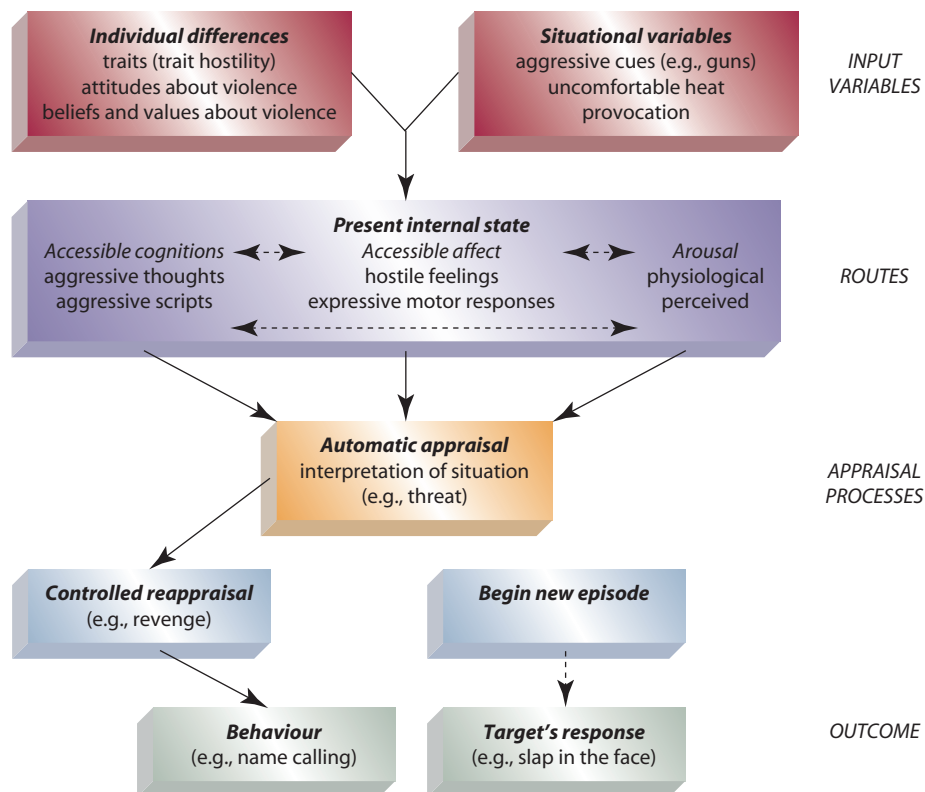 Individual differences
traits (trait hostility)
attitudes about violence
beliefs and values about violence
Situational variables
aggressive cues (e.g., guns)
uncomfortable heat
provocation
INPUT
VARIABLES
Present internal state
Accessible cognitions
aggressive thoughts
aggressive scripts
Accessible affect
hostile feelings
expressive motor responses
Arousal
physiological
perceived
ROUTES
Automatic appraisal
interpretation of situation
(e.g., threat)
APPRAISAL
PROCESSES
Controlled reappraisal
(e.g., revenge)
Begin new episode
Behaviour
(e.g., name calling)
Target's response
(e.g., slap in the face)
OUTCOME